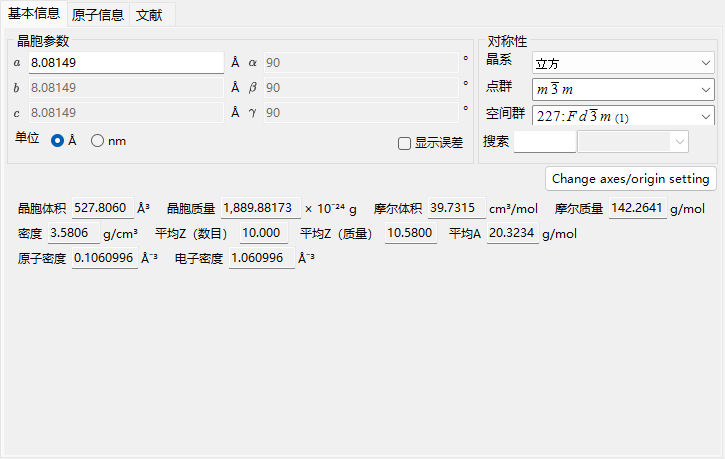 基本信息 原子信息 文献
晶胞参数 对称性
a 8.08149 Å α 90 ° 晶系 立方
b 8.08149 Å β 90 ° 点群 m 3̅ m
c 8.08149 Å γ 90 ° 空间群 227: F d 3̅ m (1)
单位 Å nm 显示误差 搜索
Change axes/origin setting
晶胞体积 527.8060 Å³ 晶胞质量 1,889.88173 × 10⁻²⁴ g 摩尔体积 39.7315 cm³/mol 摩尔质量 142.2641 g/mol
密度 3.5806 g/cm³ 平均Z（数目） 10.000 平均Z（质量） 10.5800 平均A 20.3234 g/mol
原子密度 0.1060996 Å⁻³ 电子密度 1.060996 Å⁻³